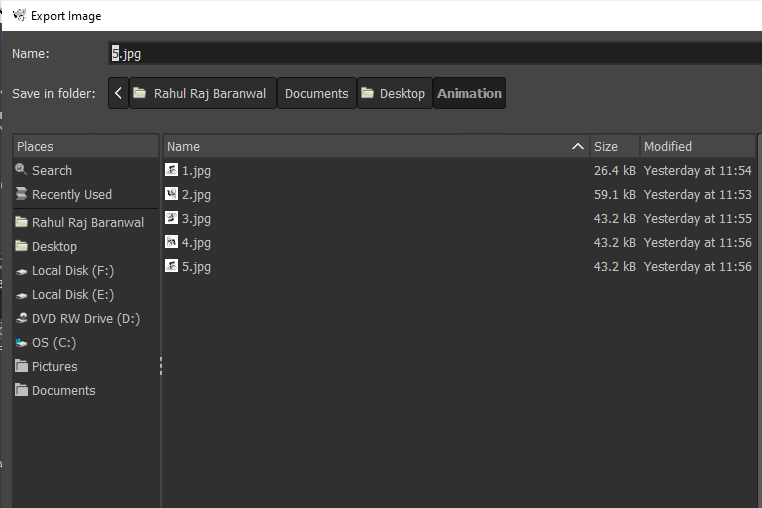 Export Image
Name: 5.jpg
Save in folder: Rahul Raj Baranwal Documents Desktop Animation
Places Name Size Modified
Search 1.jpg 26.4 kB Yesterday at 11:54
Recently Used 2.jpg 59.1 kB Yesterday at 11:53
Rahul Raj Baranwal 3.jpg 43.2 kB Yesterday at 11:55
Desktop 4.jpg 43.2 kB Yesterday at 11:56
Local Disk (F:) 5.jpg 43.2 kB Yesterday at 11:56
Local Disk (E:)
DVD RW Drive (D:)
OS (C:)
Pictures
Documents